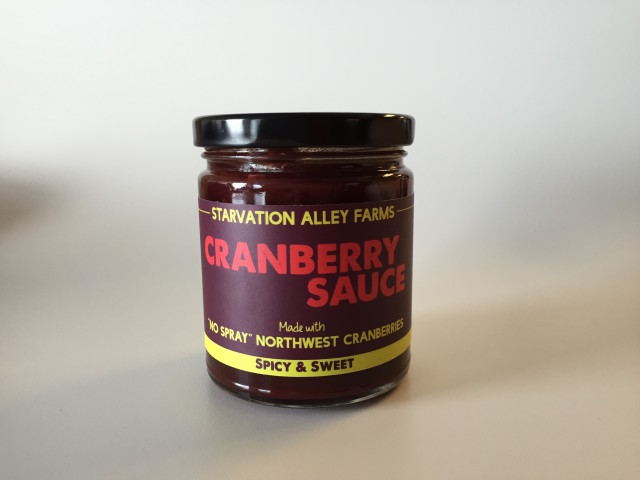 STARVATION ALLEY FARMS
CRANBERRY
SAUCE
Made with
"NO SPRAY" NORTHWEST CRANBERRIES
SPICY & SWEET